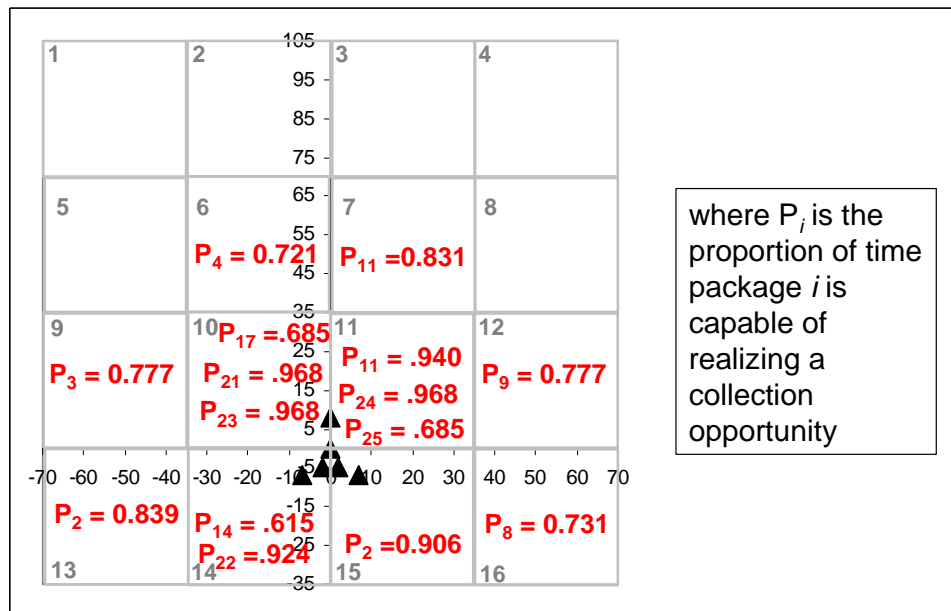 105
1 2 3 4
95
85
75
5 6 7 8
65
P4 = 0.721 P11 =0.831
55
45
35
9 10 11 12
P17 =.685
25
P3 = 0.777 P21 = .968 P11 = .940 P9 = 0.777
15
P23 = .968 P24 = .968
5
P25 = .685
-70 -60 -50 -40 -30 -20 -10 0 10 20 30 40 50 60 70
-5
-15
P2 = 0.839 P14 = .615 P8 = 0.731
-25
P22 = .924 P2 =0.906
13 14 15 16
-35
where Pi is the
proportion of time
package i is
capable of
realizing a
collection
opportunity